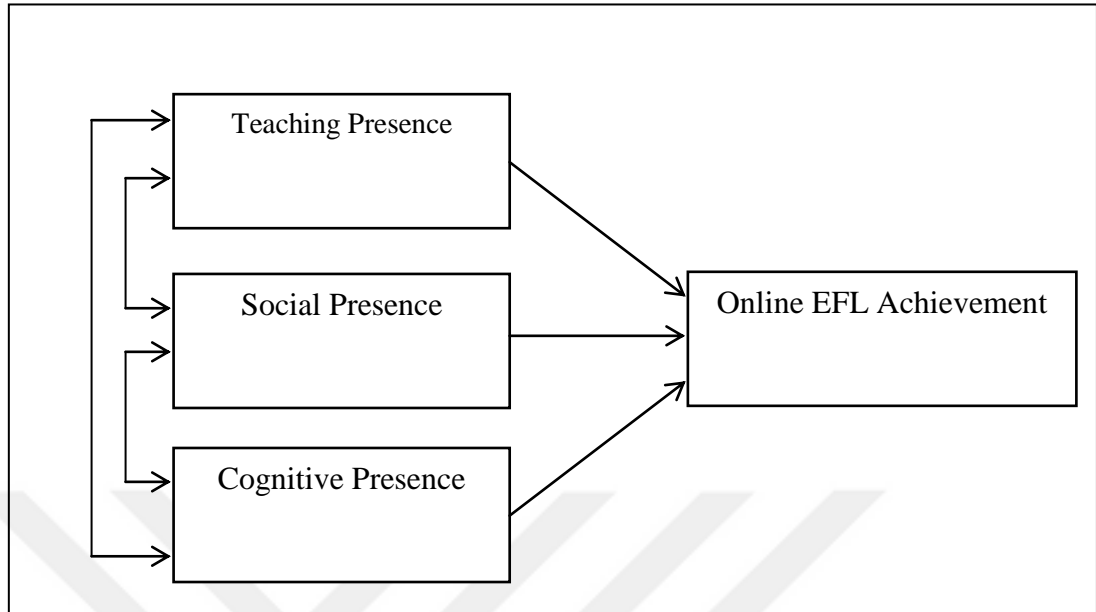 Teaching Presence
Social Presence
Online EFL Achievement
Cognitive Presence